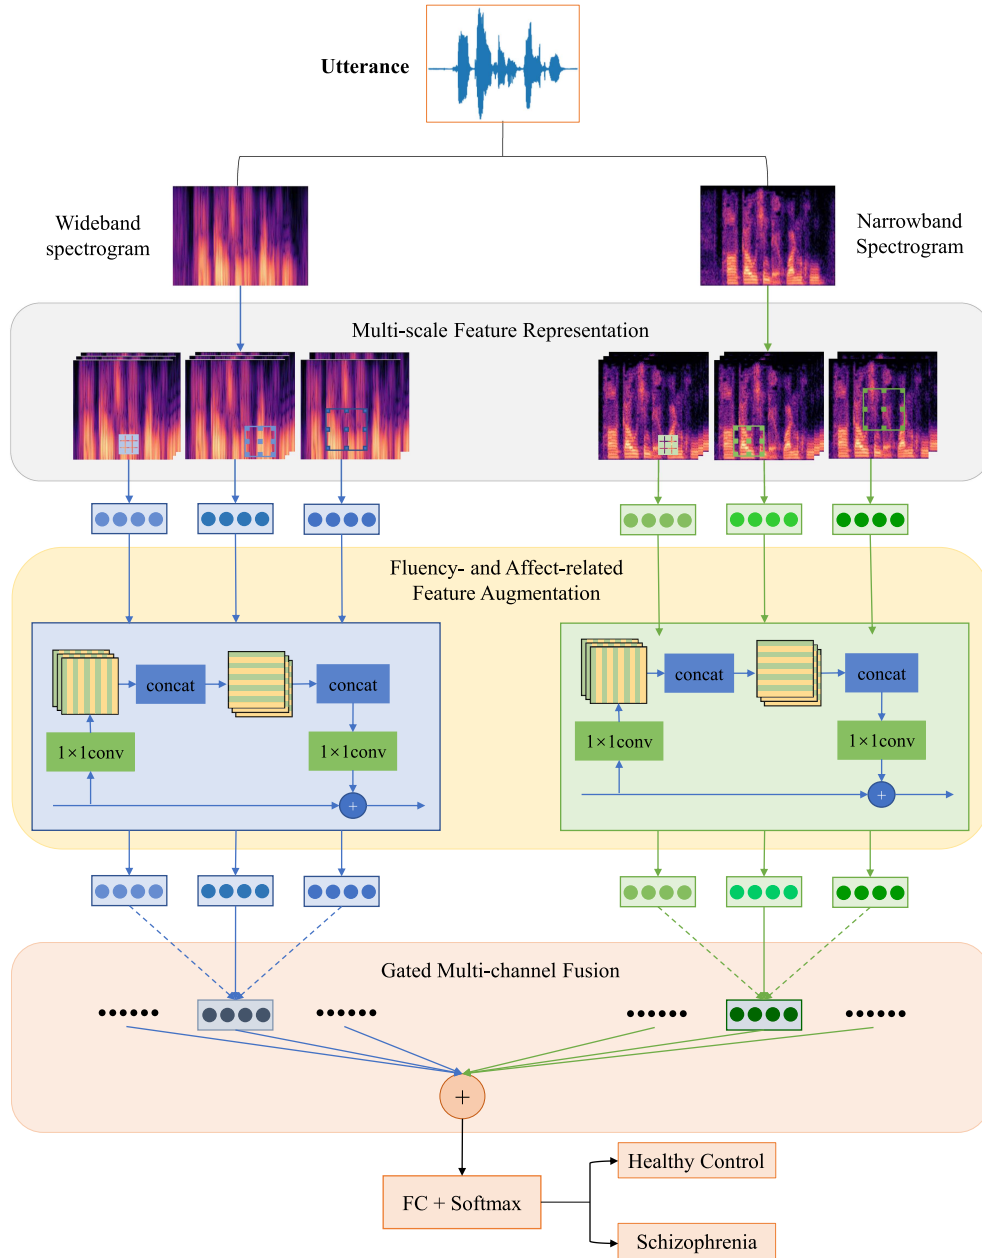 Utterance
Wideband
spectrogram
Narrowband
Spectrogram
Multi-scale Feature Representation
Fluency- and Affect-related
Feature Augmentation
concat
concat
1×1conv
1×1conv
+
concat
concat
1×1conv
1×1conv
+
Gated Multi-channel Fusion
+
FC + Softmax
Healthy Control
Schizophrenia